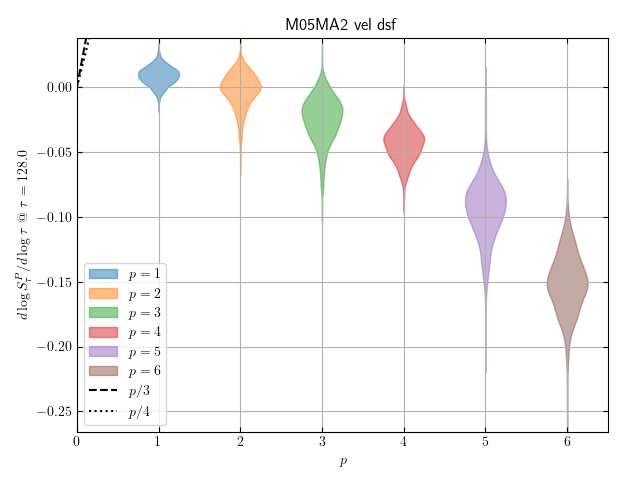 M05MA2 vel dsf
d log S_τ^P / d log τ @ τ = 128.0
0.00
−0.05
−0.10
−0.15
−0.20
−0.25
p = 1
p = 2
p = 3
p = 4
p = 5
p = 6
p/3
p/4
0 1 2 3 4 5 6
p